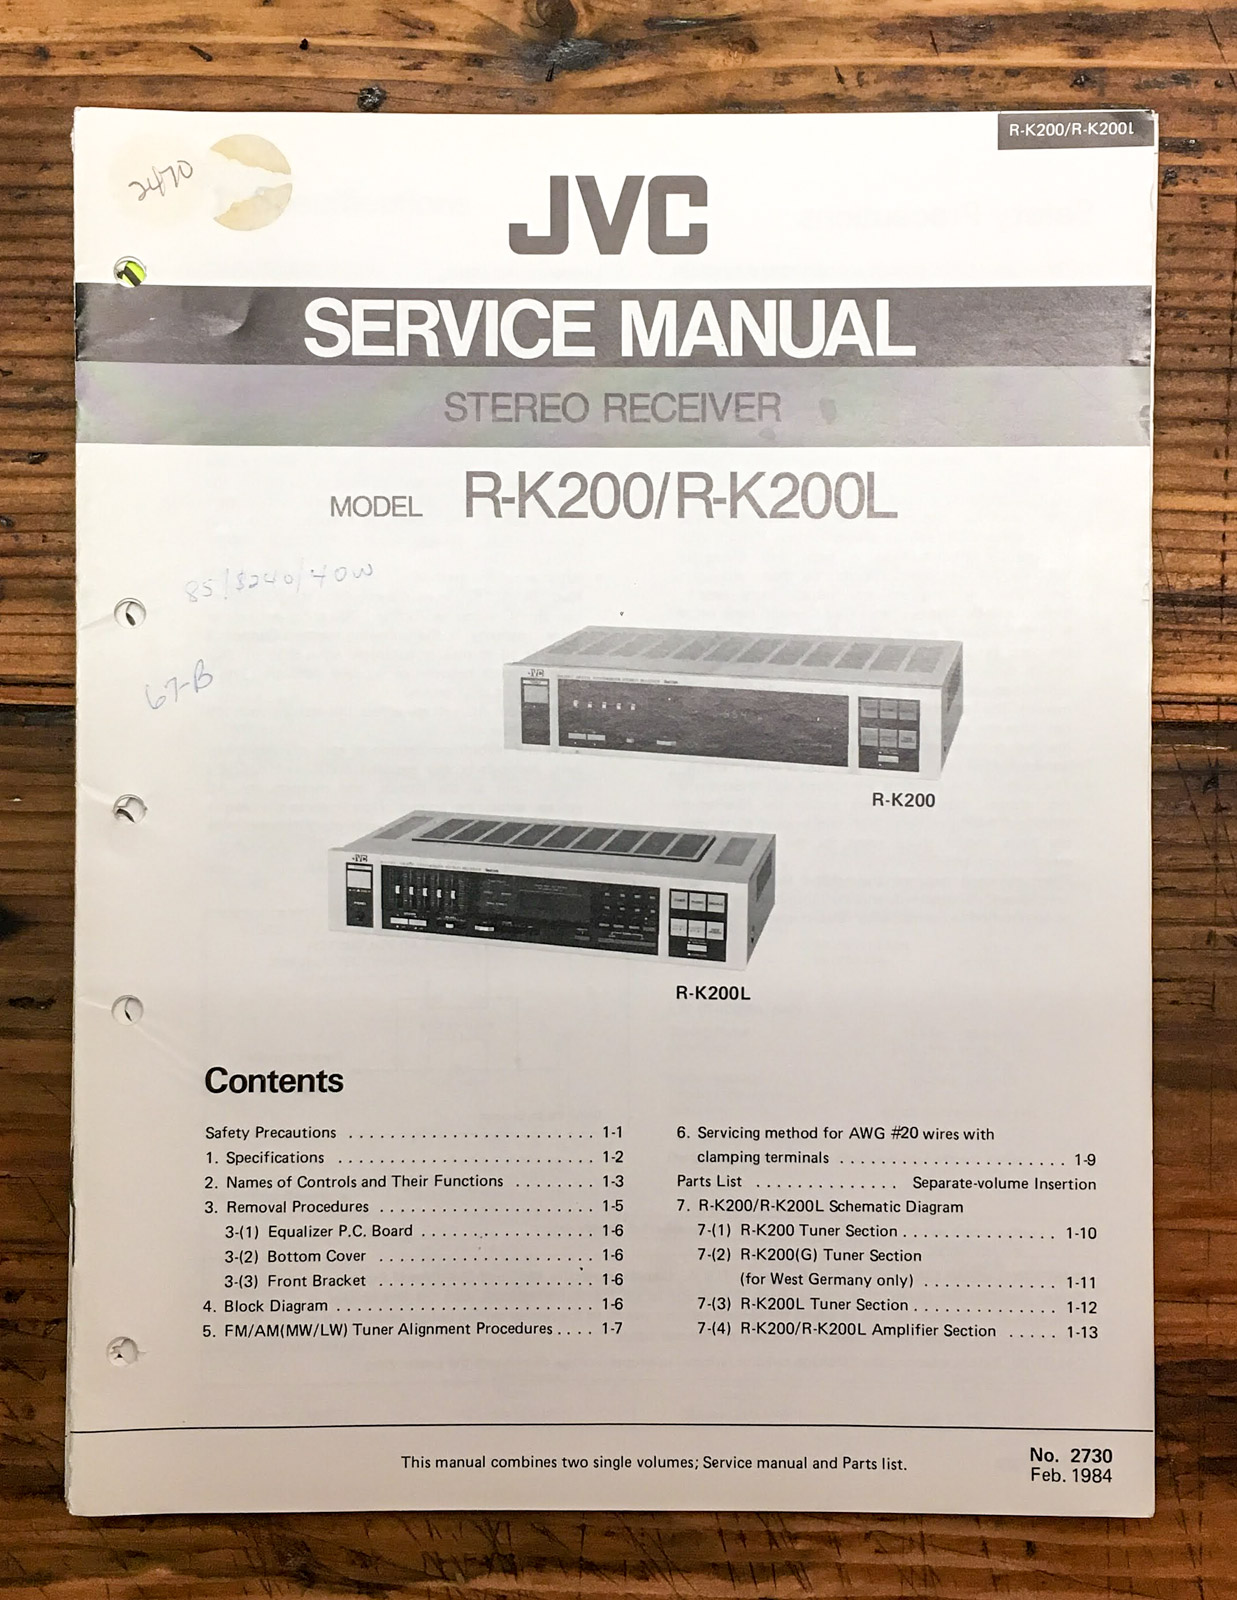 R-K200/R-K200L
2470
JVC
SERVICE MANUAL
STEREO RECEIVER
MODEL R-K200/R-K200L
85/$240/40W
67-B
JVC
R-K200
JVC
R-K200L
Contents
Safety Precautions . . . . . . . . . . . . . . . . . . . . . . . . 1-1
1. Specifications . . . . . . . . . . . . . . . . . . . . . . . . . 1-2
2. Names of Controls and Their Functions . . . . . . . . 1-3
3. Removal Procedures . . . . . . . . . . . . . . . . . . . . . 1-5
3-(1) Equalizer P.C. Board . . . . . . . . . . . . . . . . . 1-6
3-(2) Bottom Cover . . . . . . . . . . . . . . . . . . . . . 1-6
3-(3) Front Bracket . . . . . . . . . . . . . . . . . . . . . 1-6
4. Block Diagram . . . . . . . . . . . . . . . . . . . . . . . . . 1-6
5. FM/AM(MW/LW) Tuner Alignment Procedures . . . . 1-7
6. Servicing method for AWG #20 wires with
clamping terminals . . . . . . . . . . . . . . . . . . . . . . 1-9
Parts List . . . . . . . . . . . . . . Separate-volume Insertion
7. R-K200/R-K200L Schematic Diagram
7-(1) R-K200 Tuner Section . . . . . . . . . . . . . . . 1-10
7-(2) R-K200(G) Tuner Section
(for West Germany only) . . . . . . . . . . . . . 1-11
7-(3) R-K200L Tuner Section . . . . . . . . . . . . . . 1-12
7-(4) R-K200/R-K200L Amplifier Section . . . . . 1-13
This manual combines two single volumes; Service manual and Parts list.
No. 2730
Feb. 1984